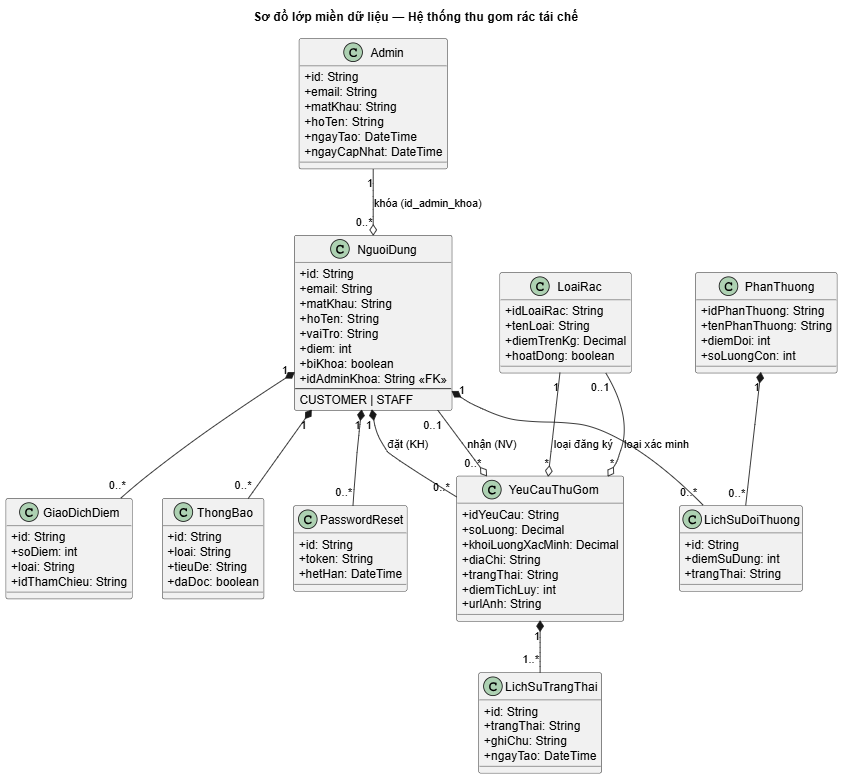 Sơ đồ lớp miền dữ liệu — Hệ thống thu gom rác tái chế
C Admin
+id: String
+email: String
+matKhau: String
+hoTen: String
+ngayTao: DateTime
+ngayCapNhat: DateTime
1
khóa (id_admin_khoa)
0..*
C NguoiDung
+id: String
+email: String
+matKhau: String
+hoTen: String
+vaiTro: String
+diem: int
+biKhoa: boolean
+idAdminKhoa: String «FK»
CUSTOMER | STAFF
C LoaiRac
+idLoaiRac: String
+tenLoai: String
+diemTrenKg: Decimal
+hoatDong: boolean
C PhanThuong
+idPhanThuong: String
+tenPhanThuong: String
+diemDoi: int
+soLuongCon: int
1
1
1
1
1
0..1
1
0..1
1
đặt (KH)
nhận (NV)
loại đăng ký
loại xác minh
0..*
0..*
0..*
0..*
0..*
*
*
0..*
0..*
C GiaoDichDiem
+id: String
+soDiem: int
+loai: String
+idThamChieu: String
C ThongBao
+id: String
+loai: String
+tieuDe: String
+daDoc: boolean
C PasswordReset
+id: String
+token: String
+hetHan: DateTime
C YeuCauThuGom
+idYeuCau: String
+soLuong: Decimal
+khoiLuongXacMinh: Decimal
+diaChi: String
+trangThai: String
+diemTichLuy: int
+urlAnh: String
C LichSuDoiThuong
+id: String
+diemSuDung: int
+trangThai: String
1
1..*
C LichSuTrangThai
+id: String
+trangThai: String
+ghiChu: String
+ngayTao: DateTime